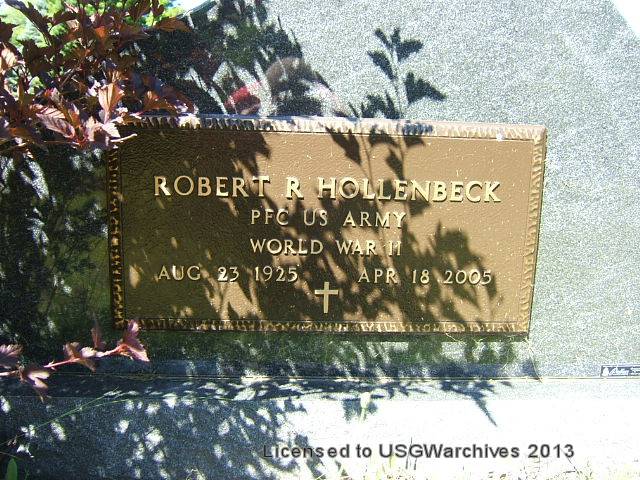 ROBERT R HOLLENBECK
PFC US ARMY
WORLD WAR II
AUG 23 1925 APR 18 2005
Licensed to USGWarchives 2013